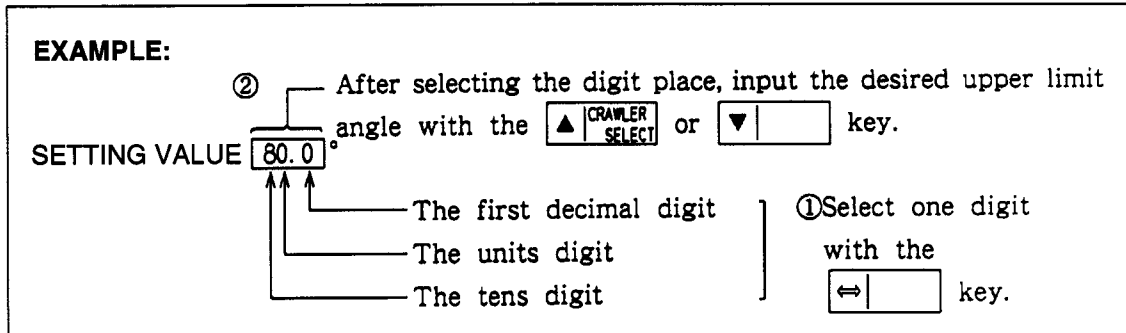 EXAMPLE:
② After selecting the digit place, input the desired upper limit
angle with the ▲ CRAWLER SELECT or ▼ key.
SETTING VALUE 80.0°
The first decimal digit
The units digit
The tens digit
①Select one digit
with the
⇔ key.